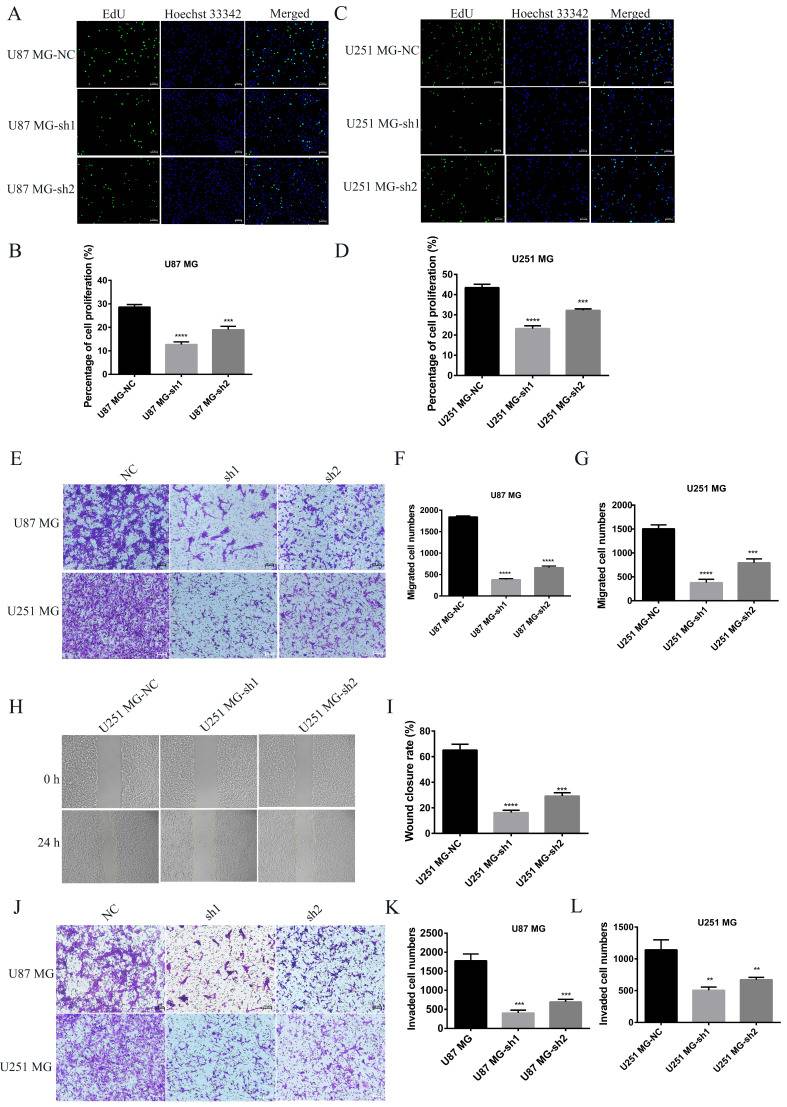 A
EdU Hoechst 33342 Merged
U87 MG-NC
U87 MG-sh1
U87 MG-sh2
C
EdU Hoechst 33342 Merged
U251 MG-NC
U251 MG-sh1
U251 MG-sh2
B
U87 MG
Percentage of cell proliferation (%)
40
30
20
10
0
****
***
U87 MG-NC
U87 MG-sh1
U87 MG-sh2
D
U251 MG
Percentage of cell proliferation (%)
50
40
30
20
10
0
****
***
U251 MG-NC
U251 MG-sh1
U251 MG-sh2
E
NC sh1 sh2
U87 MG
U251 MG
F
U87 MG
Migrated cell numbers
2000
1500
1000
500
0
****
****
U87 MG-NC
U87 MG-sh1
U87 MG-sh2
G
U251 MG
Migrated cell numbers
2000
1500
1000
500
0
****
***
U251 MG-NC
U251 MG-sh1
U251 MG-sh2
H
U251 MG-NC
U251 MG-sh1
U251 MG-sh2
0 h
24 h
I
Wound closure rate (%)
80
60
40
20
0
****
***
U251 MG-NC
U251 MG-sh1
U251 MG-sh2
J
NC sh1 sh2
U87 MG
U251 MG
K
U87 MG
Invaded cell numbers
2500
2000
1500
1000
500
0
***
***
U87 MG
U87 MG-sh1
U87 MG-sh2
L
U251 MG
Invaded cell numbers
1500
1000
500
0
**
**
U251 MG-NC
U251 MG-sh1
U251 MG-sh2